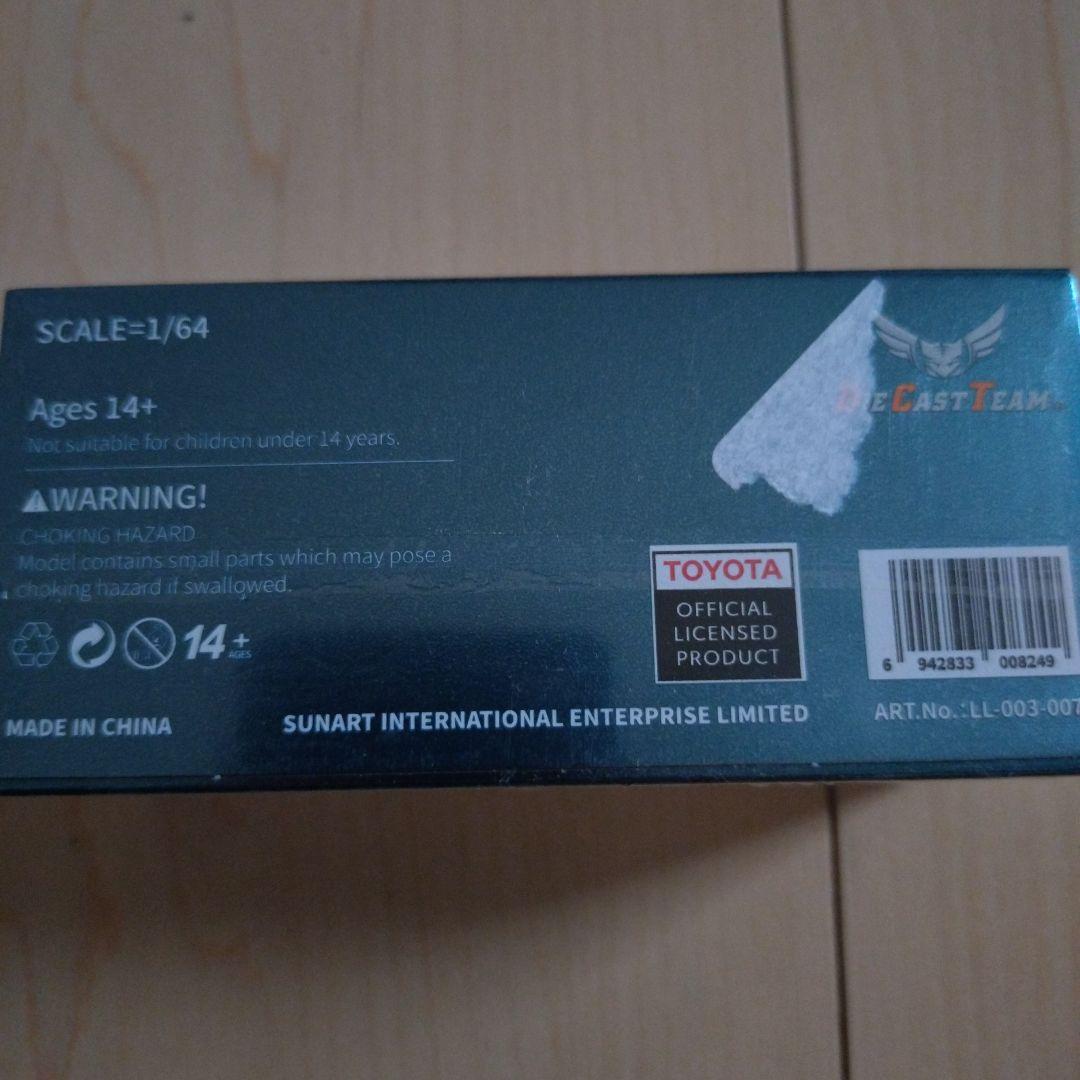 SCALE=1/64
Ages 14+
Not suitable for children under 14 years.
WARNING!
CHOKING HAZARD
Model contains small parts which may pose a
choking hazard if swallowed.
14+
AGES
MADE IN CHINA
SUNART INTERNATIONAL ENTERPRISE LIMITED
DIECASTTEAM
TOYOTA
OFFICIAL
LICENSED
PRODUCT
6 942833 008249
ART.No.:LL-003-007